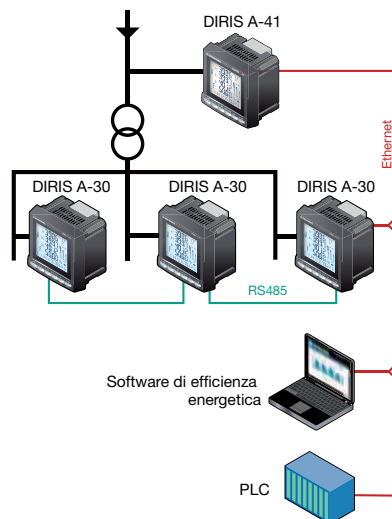 DIRIS A-41
Ethernet
DIRIS A-30
DIRIS A-30
DIRIS A-30
RS485
Software di efficienza
energetica
PLC